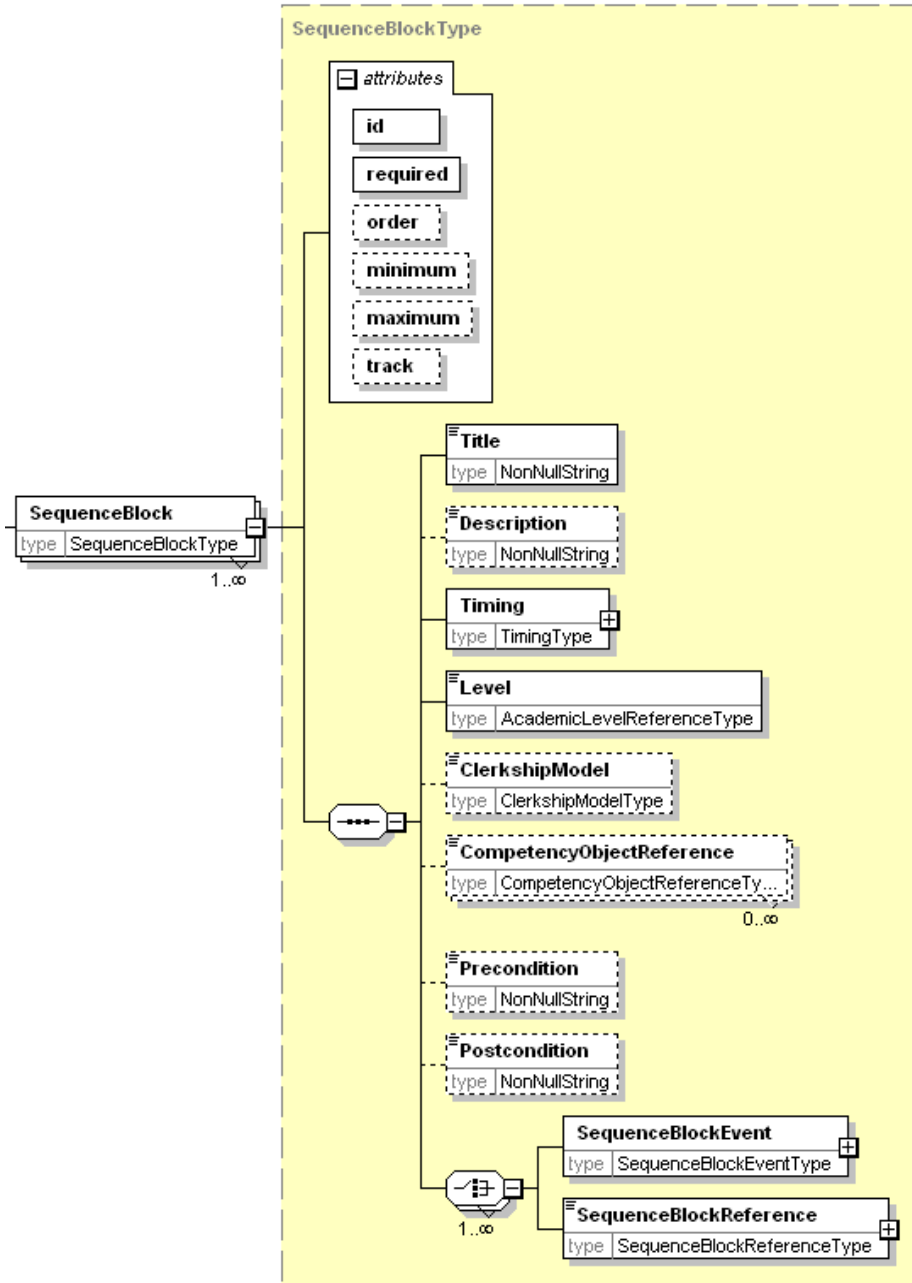 SequenceBlockType
attributes
id
required
order
minimum
maximum
track
Title
type NonNullString
Description
type NonNullString
Timing
type TimingType
Level
type AcademicLevelReferenceType
SequenceBlock
type SequenceBlockType
1..∞
ClerkshipModel
type ClerkshipModelType
CompetencyObjectReference
type CompetencyObjectReferenceTy...
0..∞
Precondition
type NonNullString
Postcondition
type NonNullString
SequenceBlockEvent
type SequenceBlockEventType
1..∞
SequenceBlockReference
type SequenceBlockReferenceType